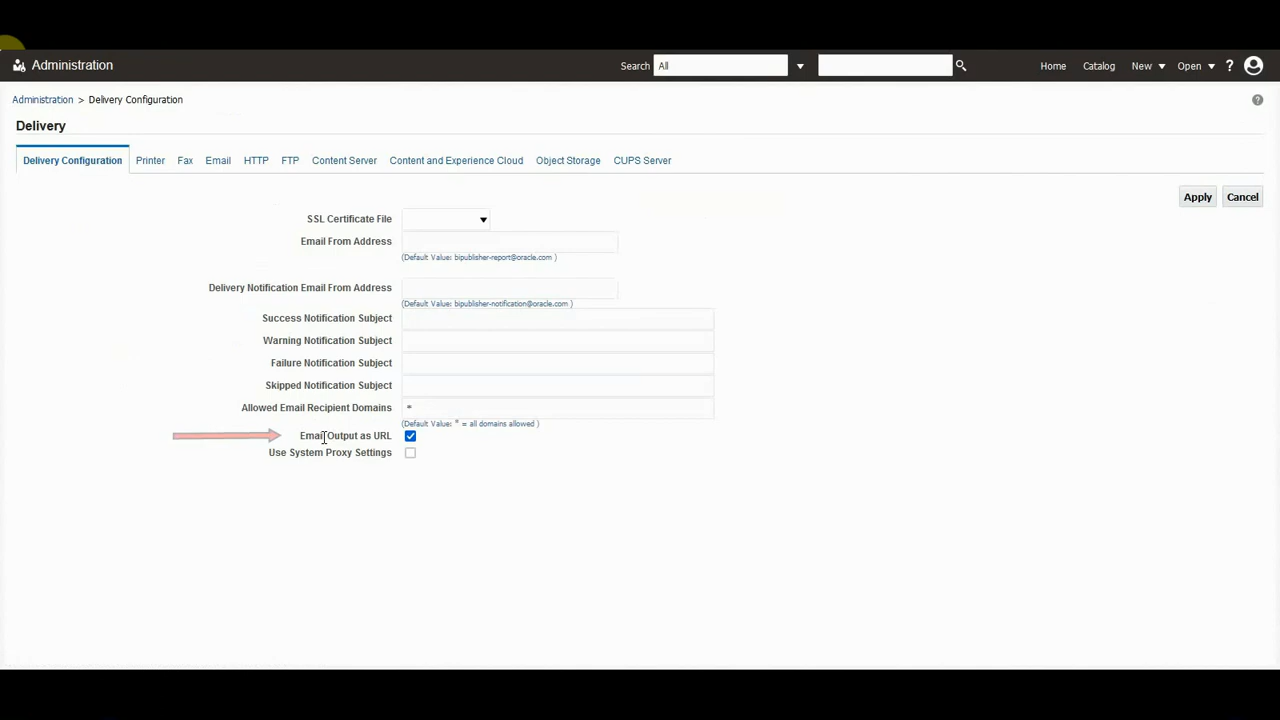 Administration Search All Home Catalog New Open ?
Administration > Delivery Configuration ?
Delivery
Delivery Configuration Printer Fax Email HTTP FTP Content Server Content and Experience Cloud Object Storage CUPS Server
Apply Cancel
SSL Certificate File
Email From Address
(Default Value: bipublisher-report@oracle.com )
Delivery Notification Email From Address
(Default Value: bipublisher-notification@oracle.com )
Success Notification Subject
Warning Notification Subject
Failure Notification Subject
Skipped Notification Subject
Allowed Email Recipient Domains *
(Default Value: * = all domains allowed )
Email Output as URL
Use System Proxy Settings